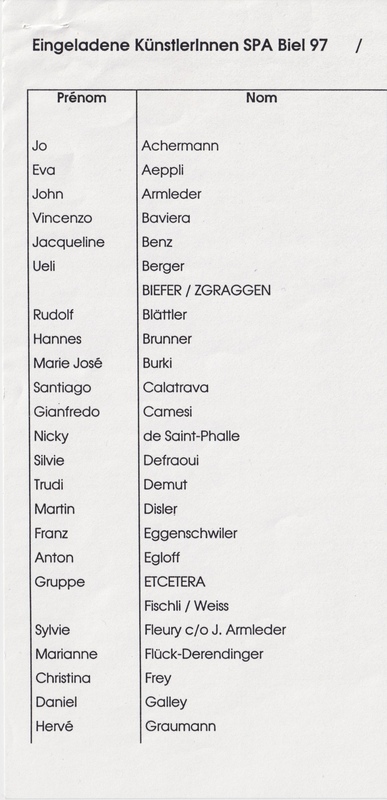 Eingeladene KünstlerInnen SPA Biel 97 /
Prénom Nom
Jo Achermann
Eva Aeppli
John Armleder
Vincenzo Baviera
Jacqueline Benz
Ueli Berger
BIEFER / ZGRAGGEN
Rudolf Blättler
Hannes Brunner
Marie José Burki
Santiago Calatrava
Gianfredo Camesi
Nicky de Saint-Phalle
Silvie Defraoui
Trudi Demut
Martin Disler
Franz Eggenschwiler
Anton Egloff
Gruppe ETCETERA
Fischli / Weiss
Sylvie Fleury c/o J. Armleder
Marianne Flück-Derendinger
Christina Frey
Daniel Galley
Hervé Graumann